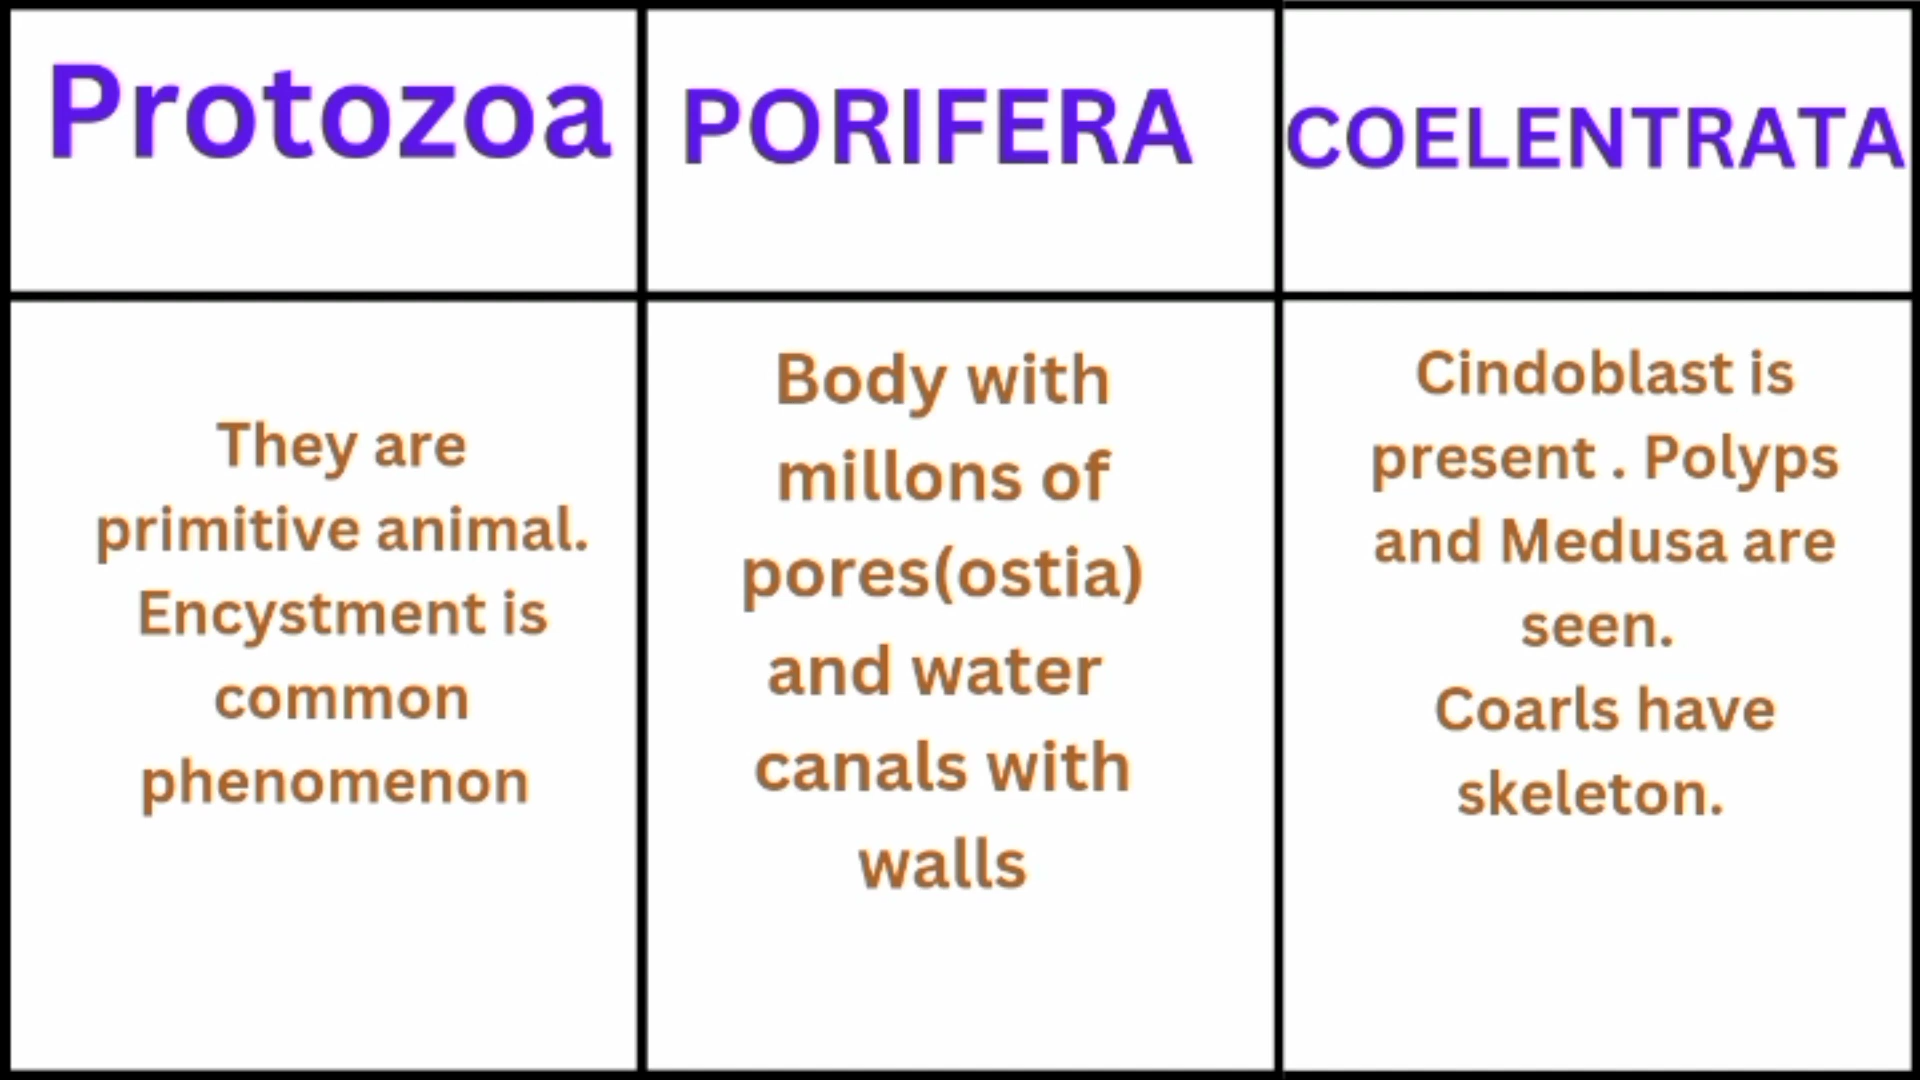 Protozoa
PORIFERA
COELENTRATA
They are
primitive animal.
Encystment is
common
phenomenon
Body with
millons of
pores(ostia)
and water
canals with
walls
Cindoblast is
present . Polyps
and Medusa are
seen.
Coarls have
skeleton.